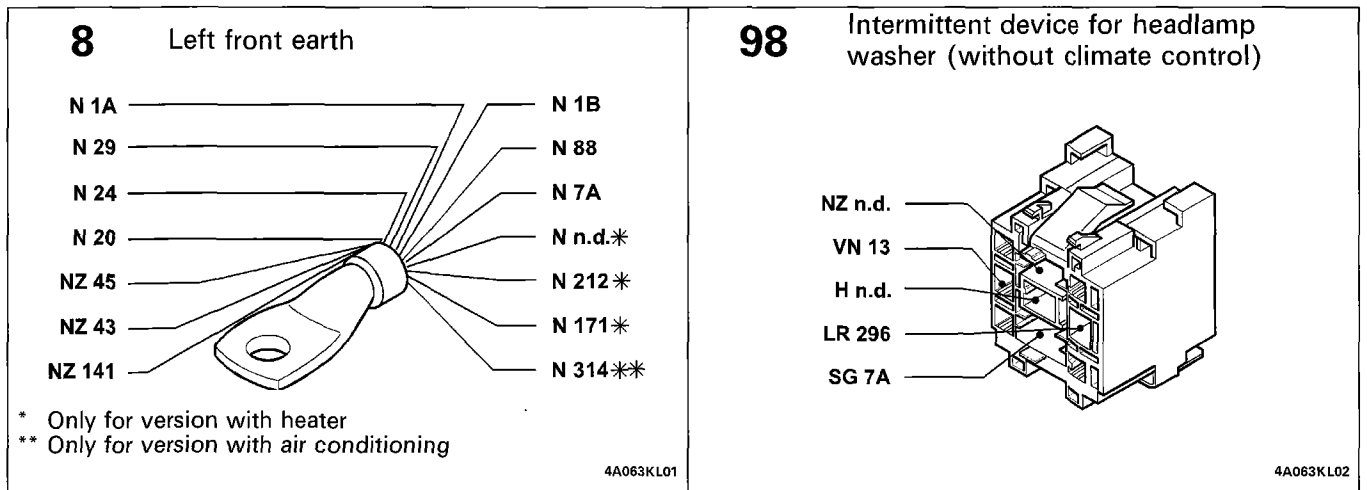 8 Left front earth
N 1A
N 29
N 24
N 20
NZ 45
NZ 43
NZ 141
N 1B
N 88
N 7A
N n.d.*
N 212*
N 171*
N 314**
* Only for version with heater
** Only for version with air conditioning
4A063KL01
98 Intermittent device for headlamp
washer (without climate control)
NZ n.d.
VN 13
H n.d.
LR 296
SG 7A
4A063KL02